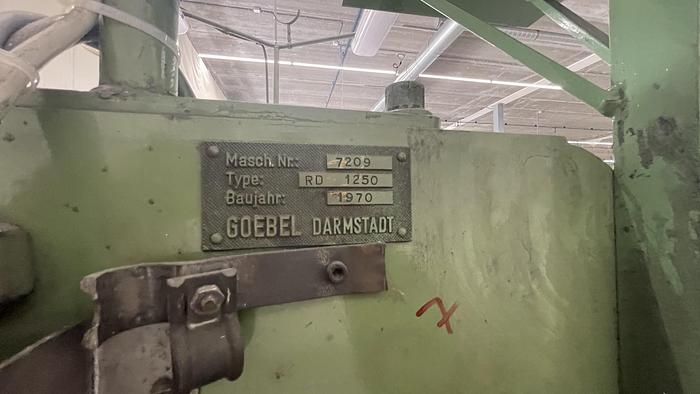 Masch. Nr.: 7209
Type: RD 1250
Baujahr: 1970
GOEBEL DARMSTADT